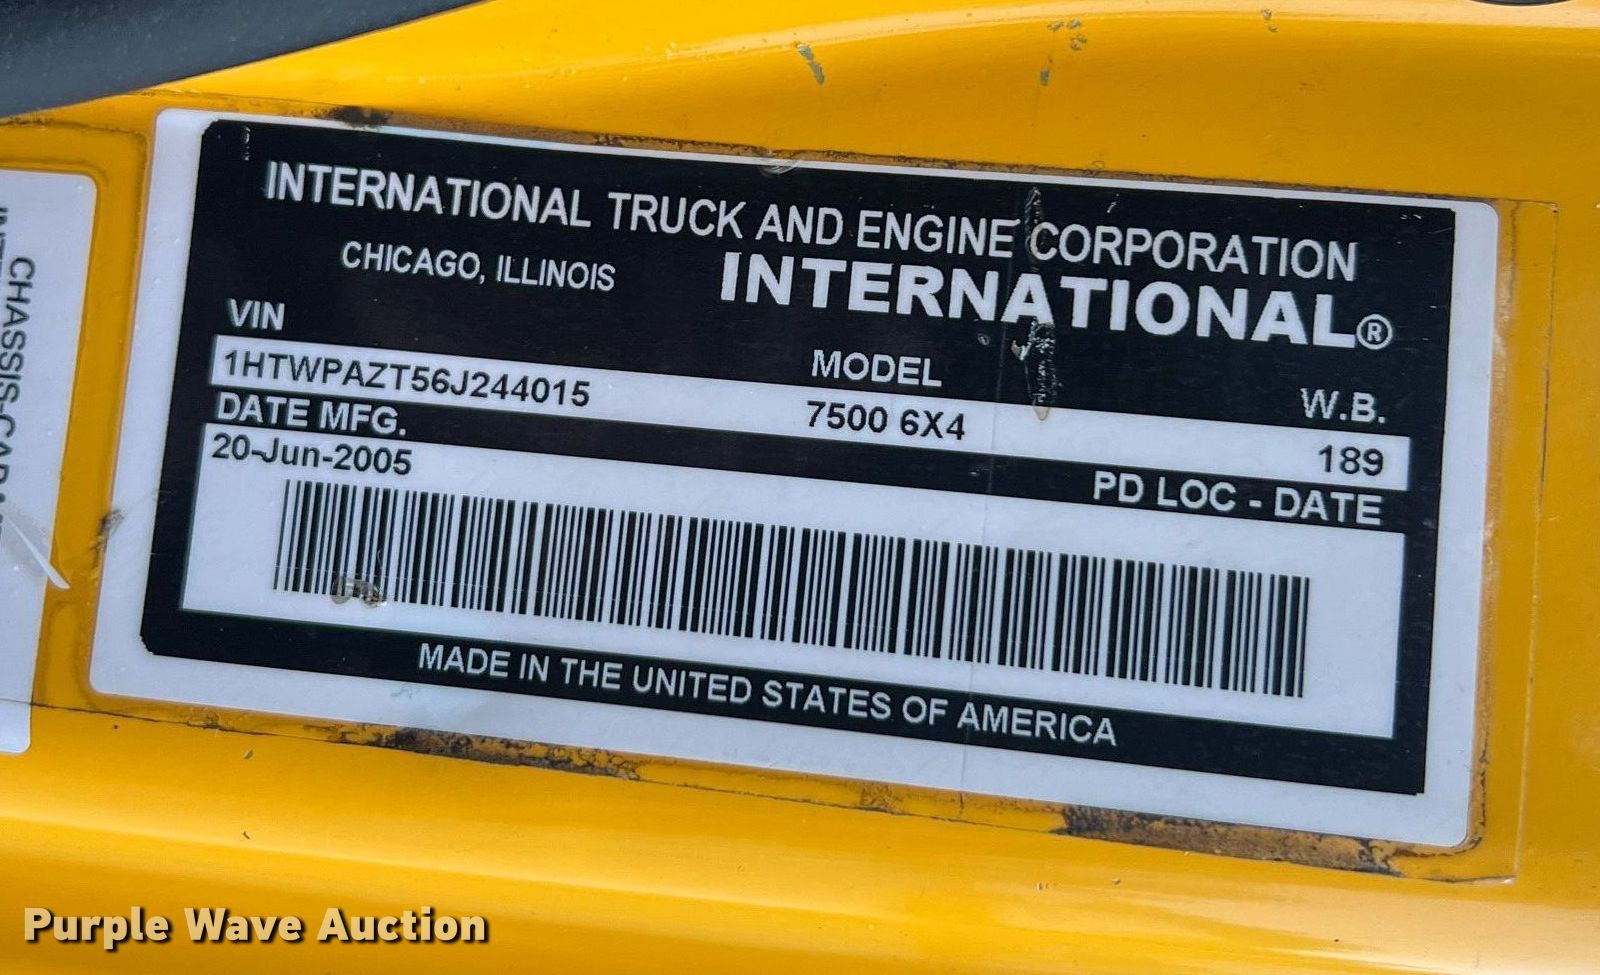 INTERNATIONAL TRUCK AND ENGINE CORPORATION
CHICAGO, ILLINOIS
INTERNATIONAL®
VIN
MODEL
W.B.
1HTWPAZT56J244015
7500 6X4
189
DATE MFG.
PD LOC - DATE
20-Jun-2005
MADE IN THE UNITED STATES OF AMERICA
CHASSIS-CAB
Purple Wave Auction